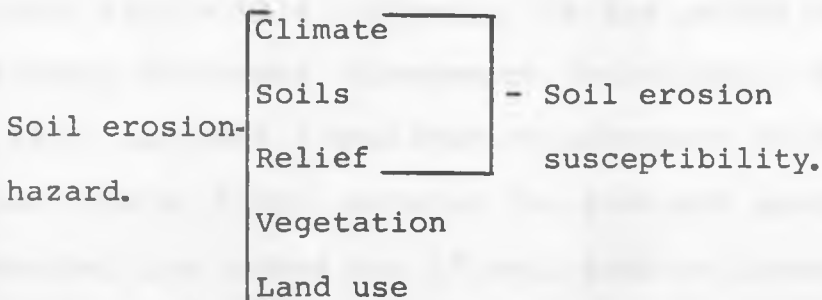 Climate
Soils - Soil erosion
Soil erosion-
Relief susceptibility.
hazard.
Vegetation
Land use